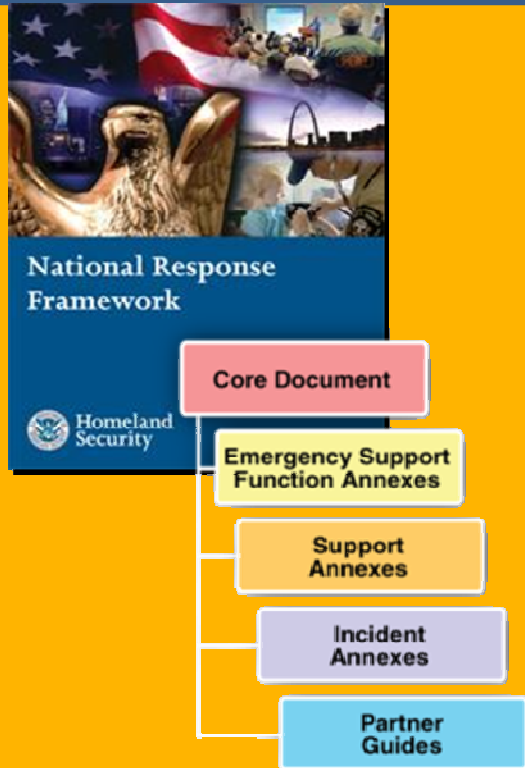 National Response
Framework
Homeland
Security
Core Document
Emergency Support
Function Annexes
Support
Annexes
Incident
Annexes
Partner
Guides